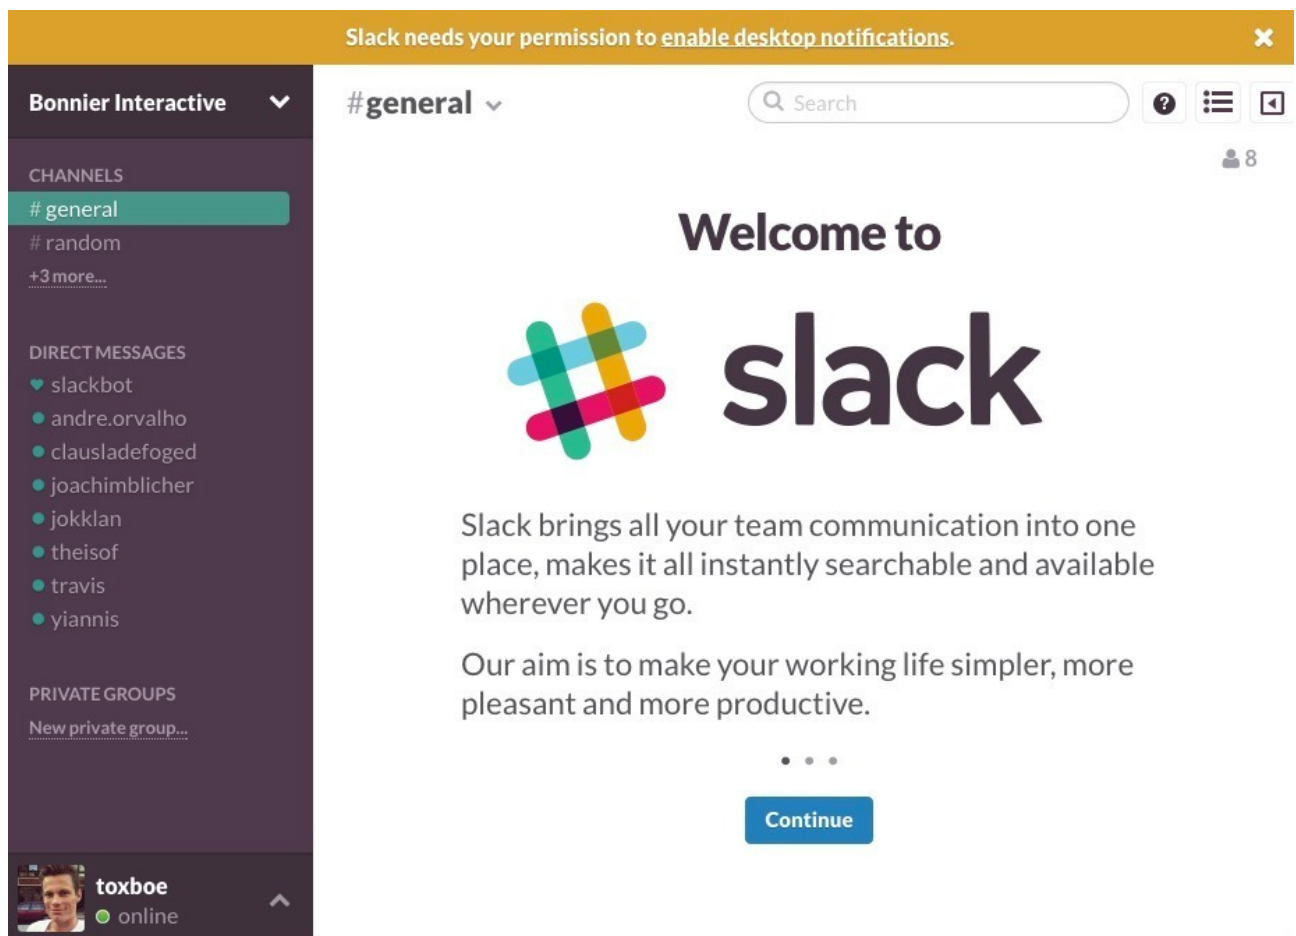 Slack needs your permission to enable desktop notifications.
Bonnier Interactive
#general
Search
8
CHANNELS
# general
# random
+3 more...
DIRECT MESSAGES
slackbot
andre.orvalho
clausladefoged
joachimblicher
jokklan
theisof
travis
yiannis
PRIVATE GROUPS
New private group...
toxboe
online
Welcome to
slack
Slack brings all your team communication into one
place, makes it all instantly searchable and available
wherever you go.
Our aim is to make your working life simpler, more
pleasant and more productive.
Continue